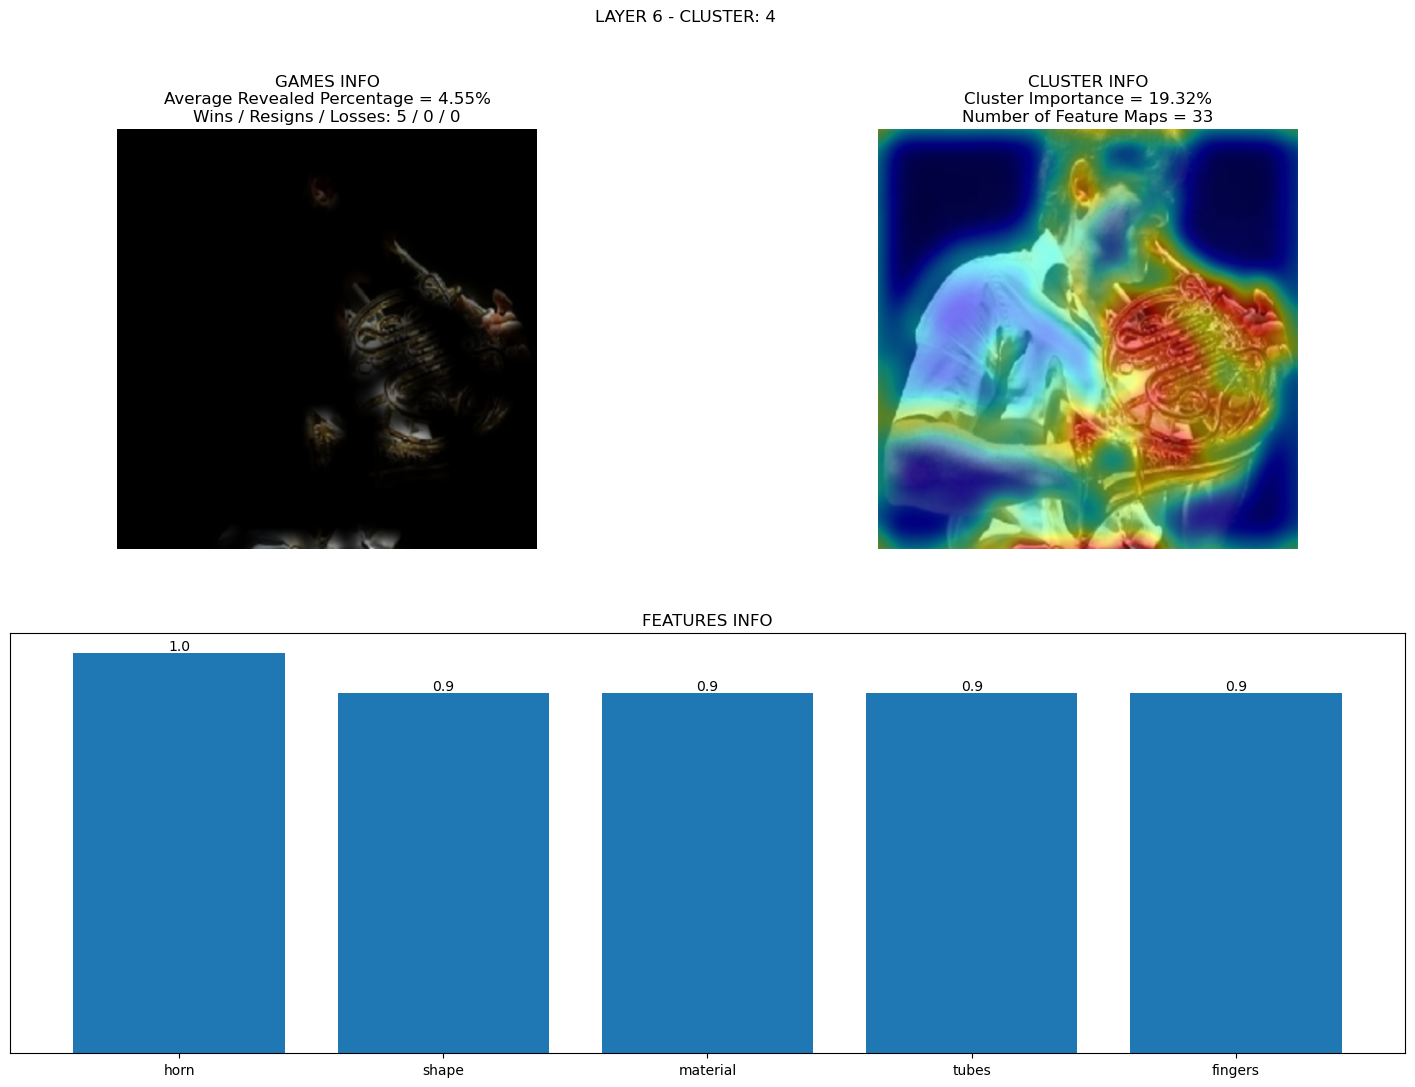 LAYER 6 - CLUSTER: 4
GAMES INFO
Average Revealed Percentage = 4.55%
Wins / Resigns / Losses: 5 / 0 / 0
CLUSTER INFO
Cluster Importance = 19.32%
Number of Feature Maps = 33
FEATURES INFO
1.0
0.9
0.9
0.9
0.9
horn
shape
material
tubes
fingers